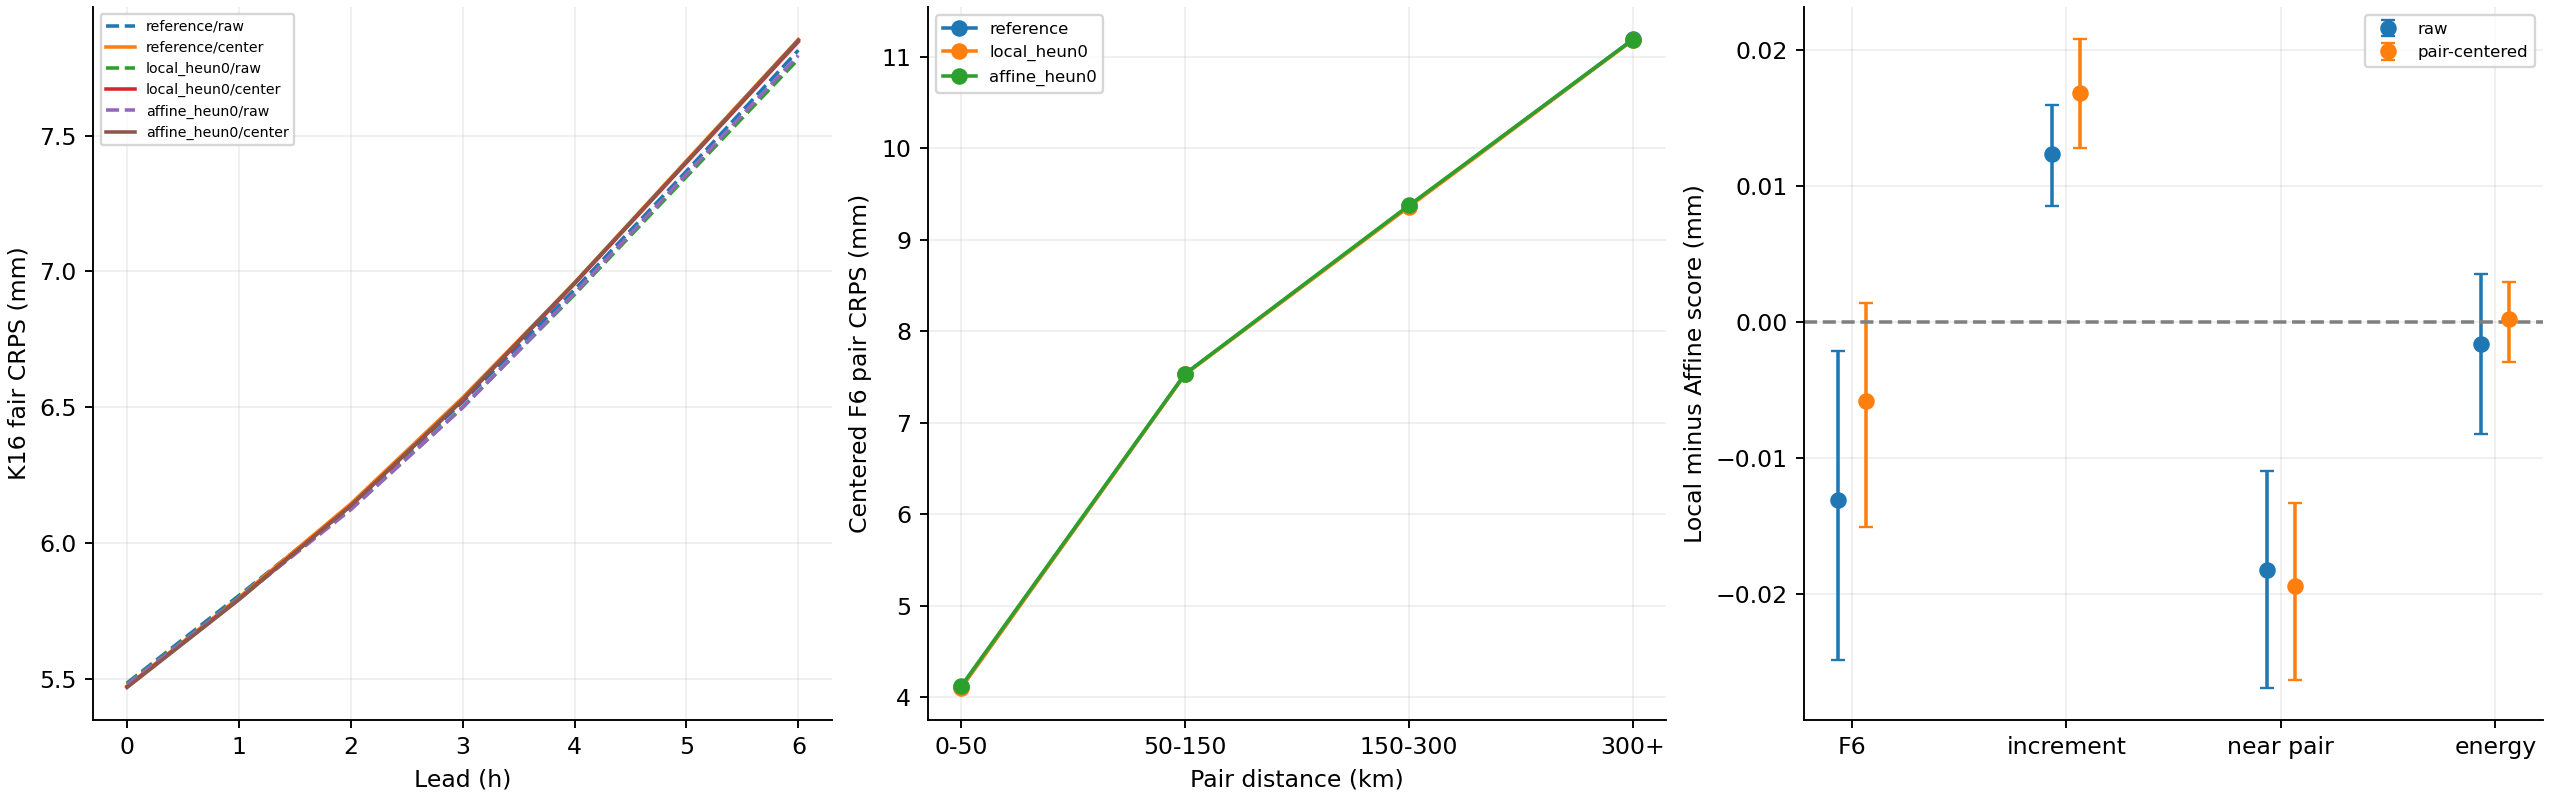 reference/raw
reference/center
local_heun0/raw
local_heun0/center
affine_heun0/raw
affine_heun0/center
K16 fair CRPS (mm)
7.5
7.0
6.5
6.0
5.5
0 1 2 3 4 5 6
Lead (h)
reference
local_heun0
affine_heun0
Centered F6 pair CRPS (mm)
11
10
9
8
7
6
5
4
0-50 50-150 150-300 300+
Pair distance (km)
raw
pair-centered
Local minus Affine score (mm)
0.02
0.01
0.00
−0.01
−0.02
F6 increment near pair energy